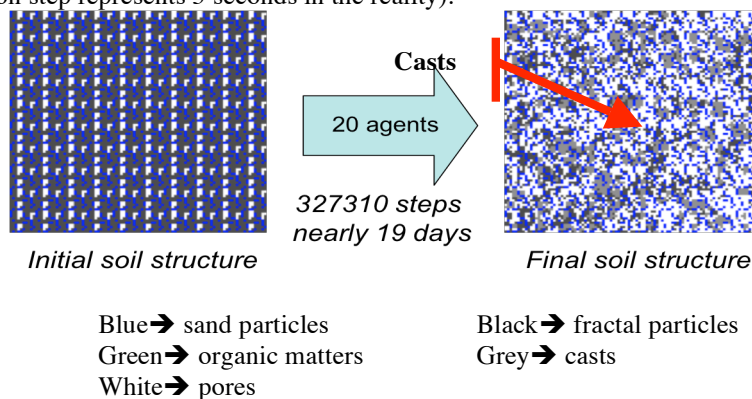 on step represents 5 seconds in the reality).
Casts
20 agents
327310 steps
nearly 19 days
Initial soil structure
Final soil structure
Blue➔ sand particles
Black➔ fractal particles
Green➔ organic matters
Grey➔ casts
White➔ pores